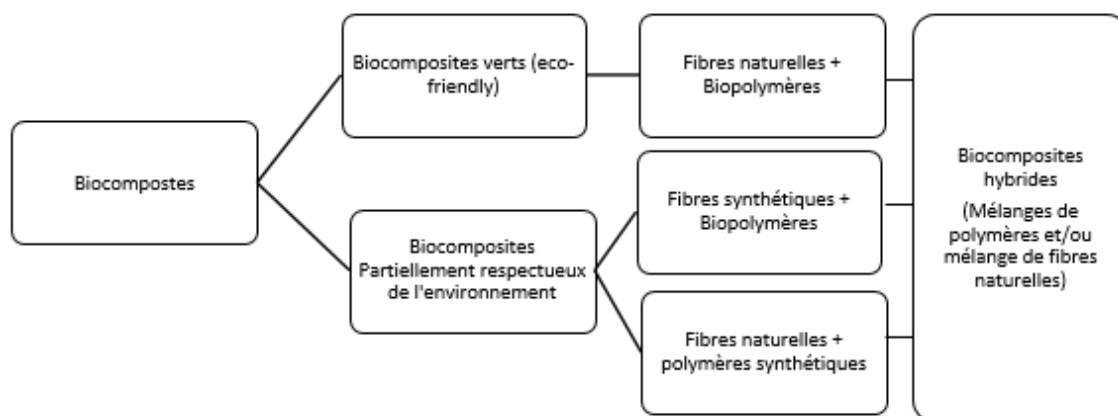 Biocompostes
Biocomposites verts (eco-
friendly)
Biocomposites
Partiellement respectueux
de l'environnement
Fibres naturelles +
Biopolymères
Fibres synthétiques +
Biopolymères
Fibres naturelles +
polymères synthétiques
Biocomposites
hybrides
(Mélanges de
polymères et/ou
mélange de fibres
naturelles)